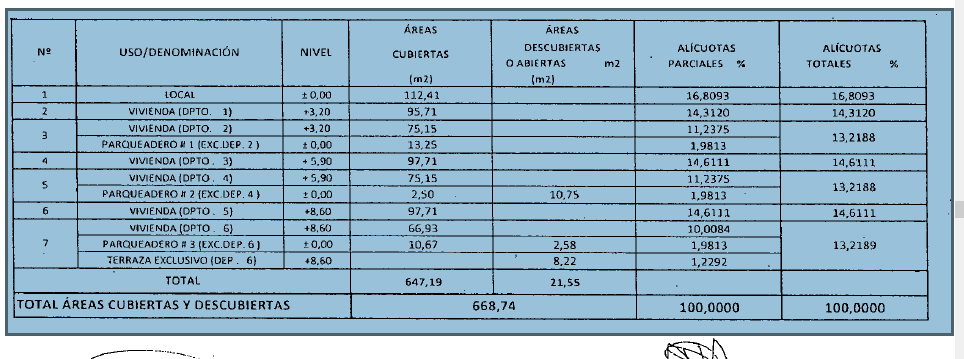 Nº USO/DENOMINACIÓN NIVEL ÁREAS CUBIERTAS (m2) ÁREAS DESCUBIERTAS O ABIERTAS m2 (m2) ALÍCUOTAS PARCIALES % ALÍCUOTAS TOTALES %
1 LOCAL ± 0,00 112,41 16,8093 16,8093
2 VIVIENDA (DPTO. 1) +3,20 95,71 14,3120 14,3120
3 VIVIENDA (DPTO. 2) +3,20 75,15 11,2375 13,2188
PARQUEADERO # 1 (EXC.DEP. 2 ) ± 0,00 13,25 1,9813
4 VIVIENDA (DPTO. 3) + 5,90 97,71 14,6111 14,6111
5 VIVIENDA (DPTO. 4) + 5,90 75,15 11,2375 13,2188
PARQUEADERO # 2 (EXC.DEP. 4 ) ± 0,00 2,50 10,75 1,9813
6 VIVIENDA (DPTO . 5) +8,60 97,71 14,6111 14,6111
7 VIVIENDA (DPTO. 6) +8,60 66,93 10,0084 13,2189
PARQUEADERO # 3 (EXC.DEP. 6 ) ± 0,00 10,67 2,58 1,9813
TERRAZA EXCLUSIVO (DEP . 6) +8,60 8,22 1,2292
TOTAL 647,19 21,55
TOTAL ÁREAS CUBIERTAS Y DESCUBIERTAS 668,74 100,0000 100,0000